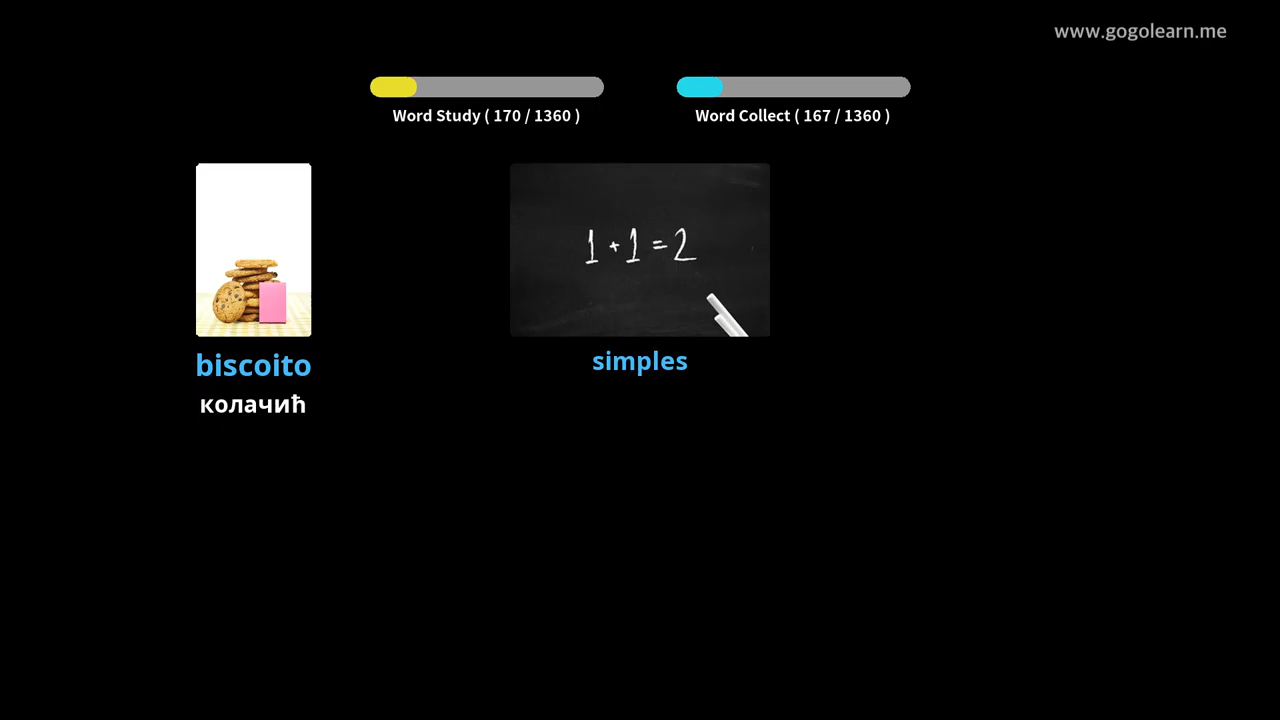 www.gogolearn.me
Word Study ( 170 / 1360 )
Word Collect ( 167 / 1360 )
1 + 1 = 2
biscoito
колачић
simples